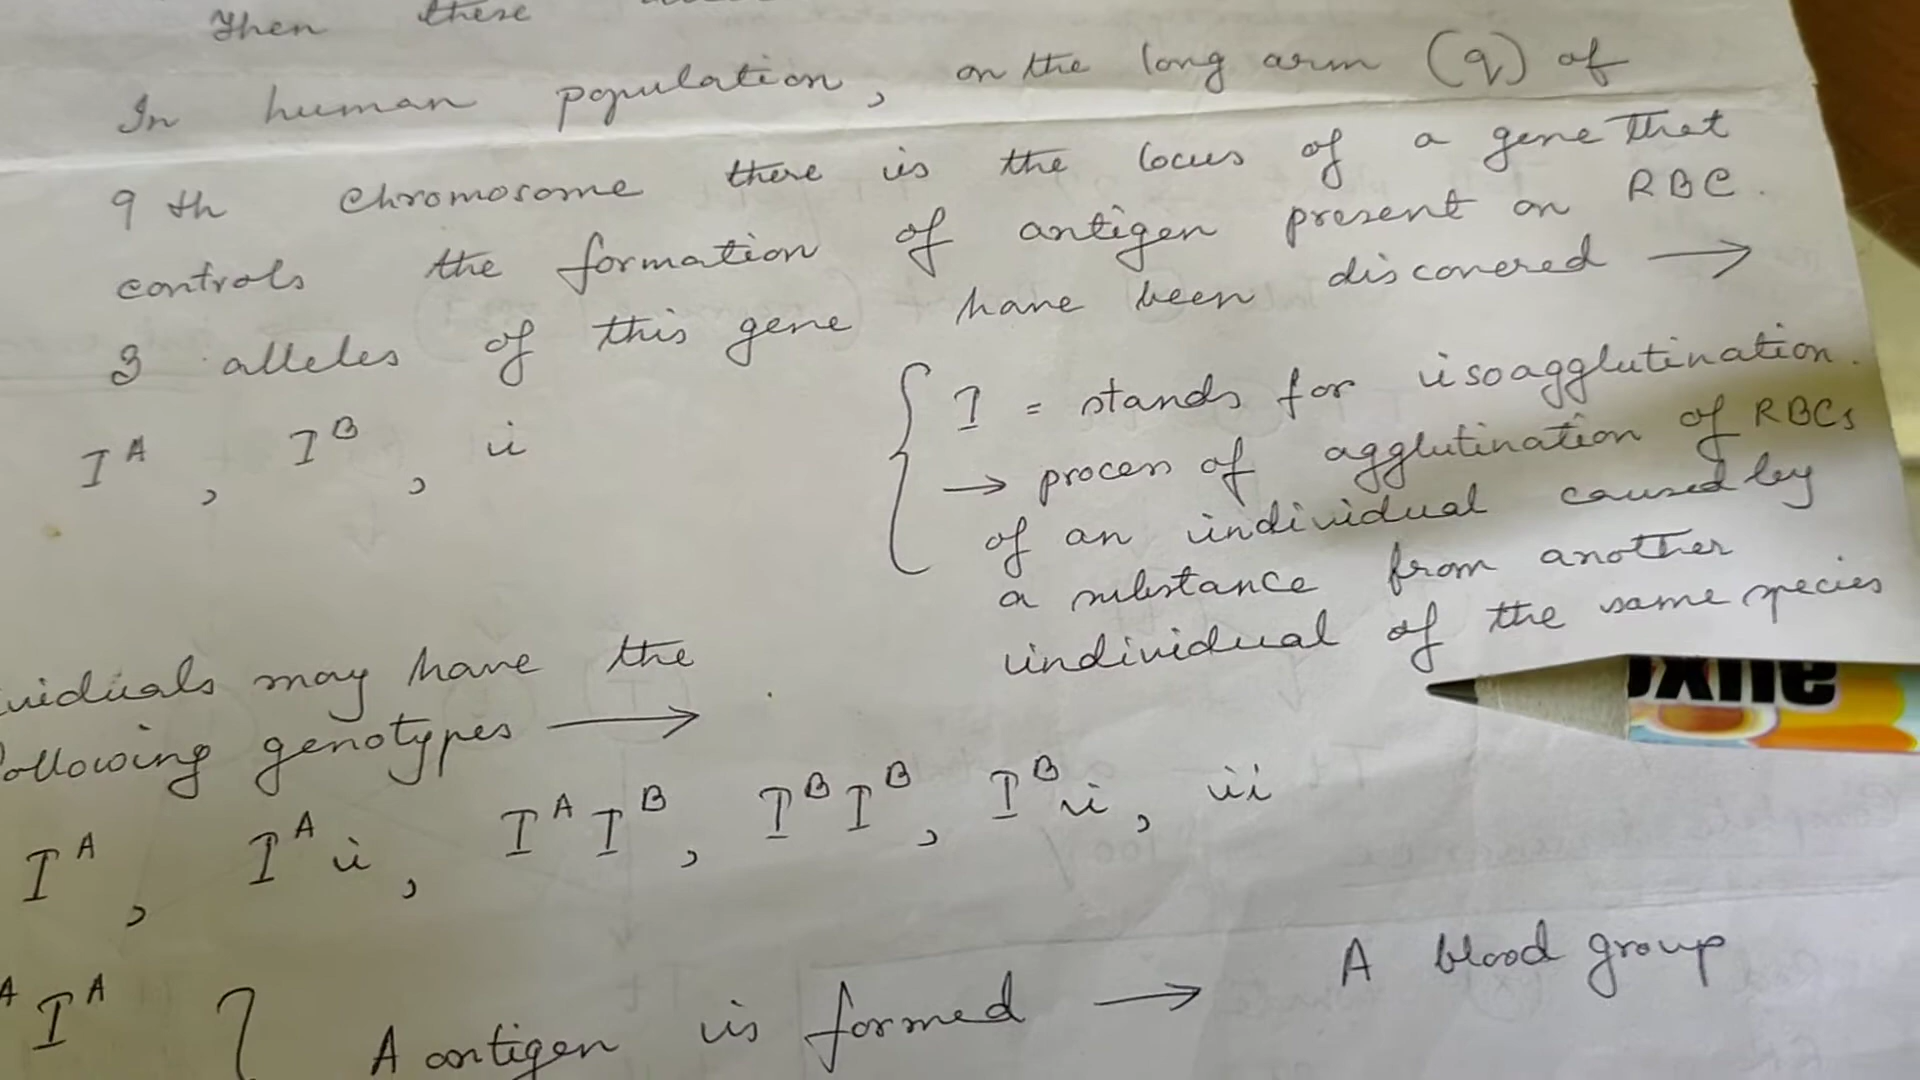 Then these
In human population, on the long arm (q) of
9 th chromosome there is the locus of a gene that
controls the formation of antigen present on RBC.
3 alleles of this gene have been discovered →
I^A, I^B, i
{ I = stands for isoagglutination.
→ process of agglutination of RBCs
of an individual caused by
a substance from another
individual of the same species
viduals may have the
ollowing genotypes →
I^A, I^A i, I^A I^B, I^B I^B, I^B i, ii
^A I^A } A antigen is formed → A blood group